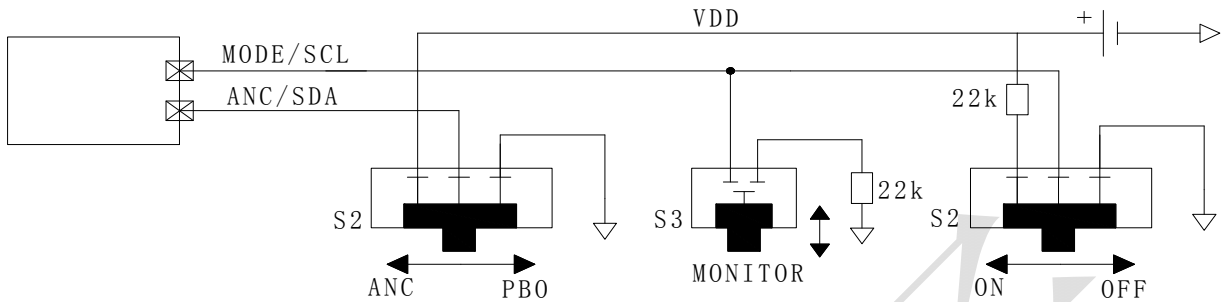 VDD
+
MODE/SCL
ANC/SDA
22k
22k
S2
S3
S2
MONITOR
ANC
PBO
ON
OFF